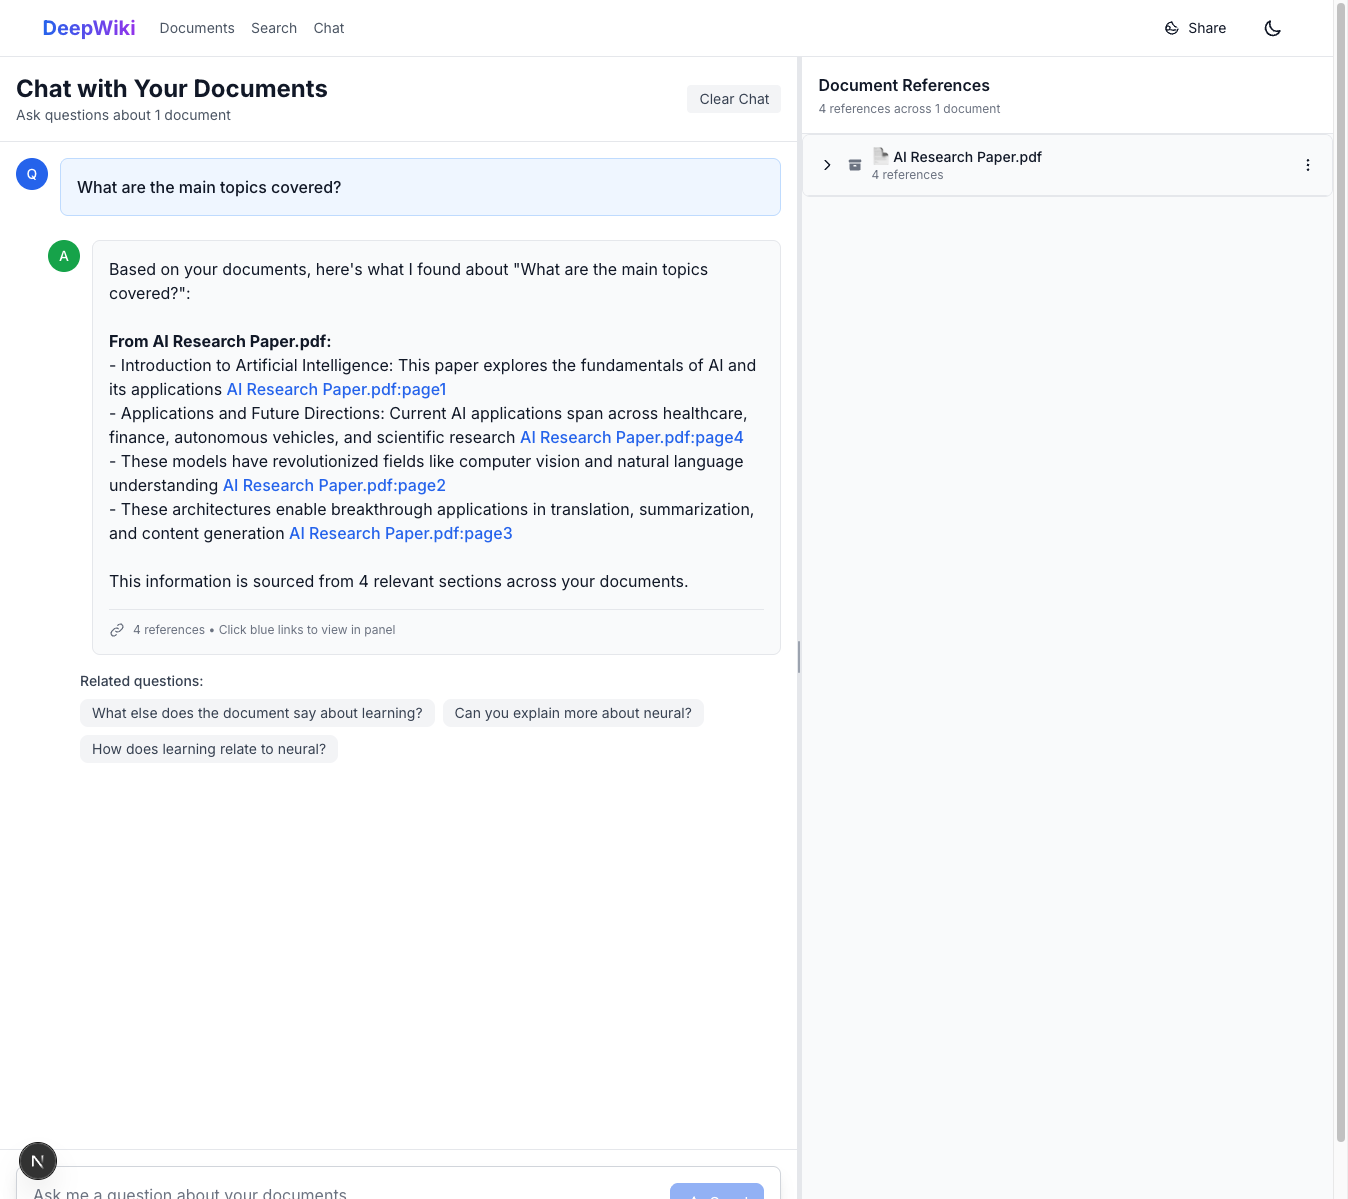 DeepWiki Documents Search Chat Share
Chat with Your Documents
Ask questions about 1 document
Clear Chat
Q
What are the main topics covered?
A
Based on your documents, here's what I found about "What are the main topics
covered?":
From AI Research Paper.pdf:
- Introduction to Artificial Intelligence: This paper explores the fundamentals of AI and
its applications AI Research Paper.pdf:page1
- Applications and Future Directions: Current AI applications span across healthcare,
finance, autonomous vehicles, and scientific research AI Research Paper.pdf:page4
- These models have revolutionized fields like computer vision and natural language
understanding AI Research Paper.pdf:page2
- These architectures enable breakthrough applications in translation, summarization,
and content generation AI Research Paper.pdf:page3
This information is sourced from 4 relevant sections across your documents.
4 references • Click blue links to view in panel
Related questions:
What else does the document say about learning? Can you explain more about neural?
How does learning relate to neural?
N
Ask me a question about your documents
Document References
4 references across 1 document
AI Research Paper.pdf
4 references